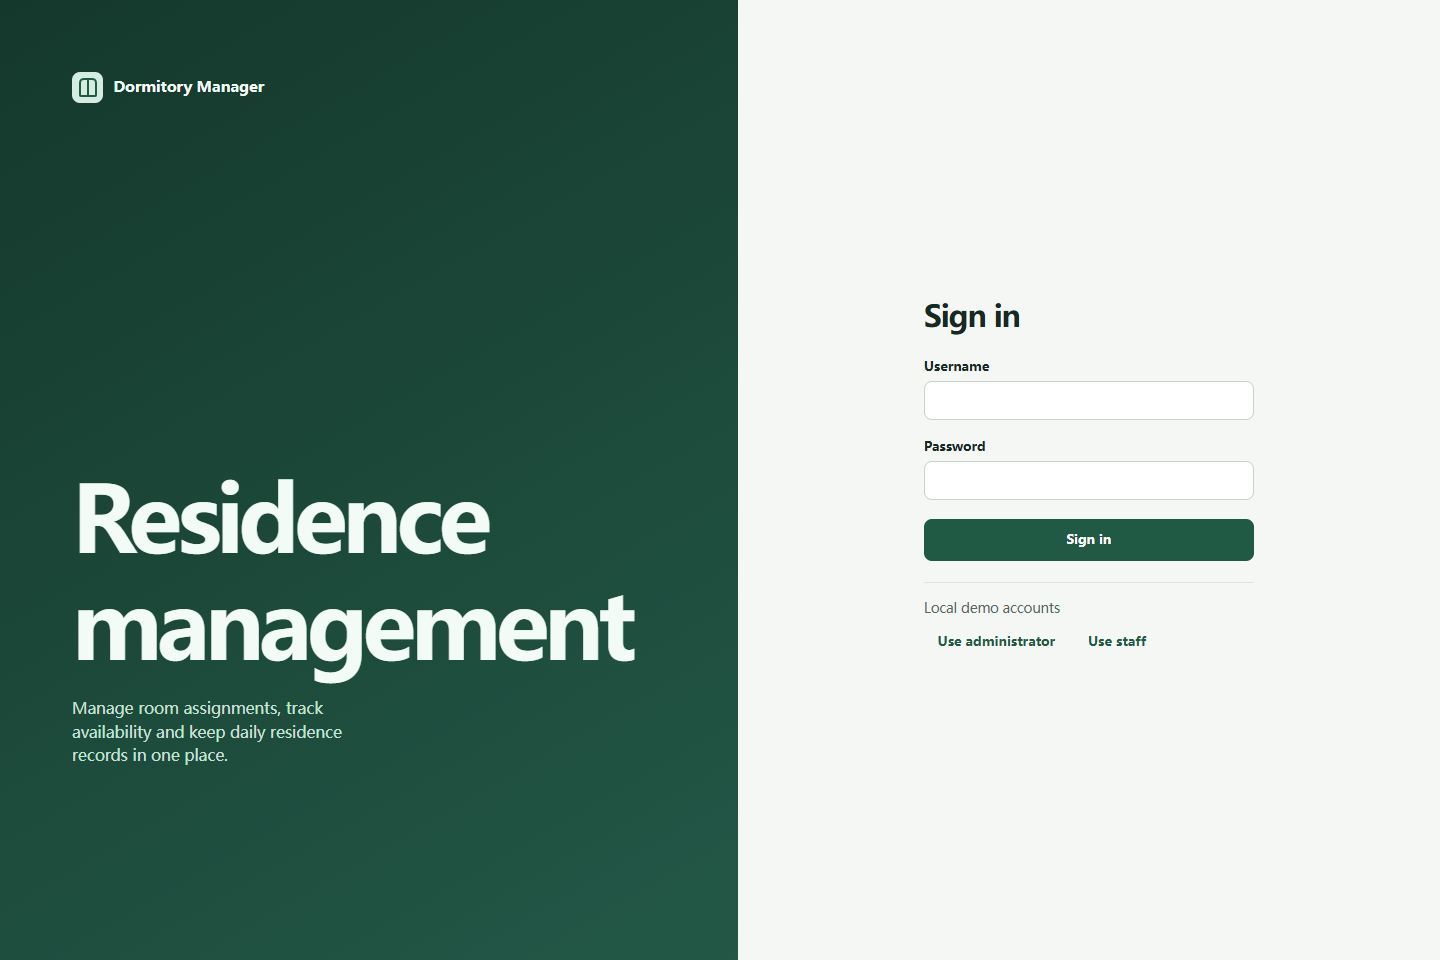 Dormitory Manager
Residence
management
Manage room assignments, track
availability and keep daily residence
records in one place.
Sign in
Username
Password
Sign in
Local demo accounts
Use administrator
Use staff